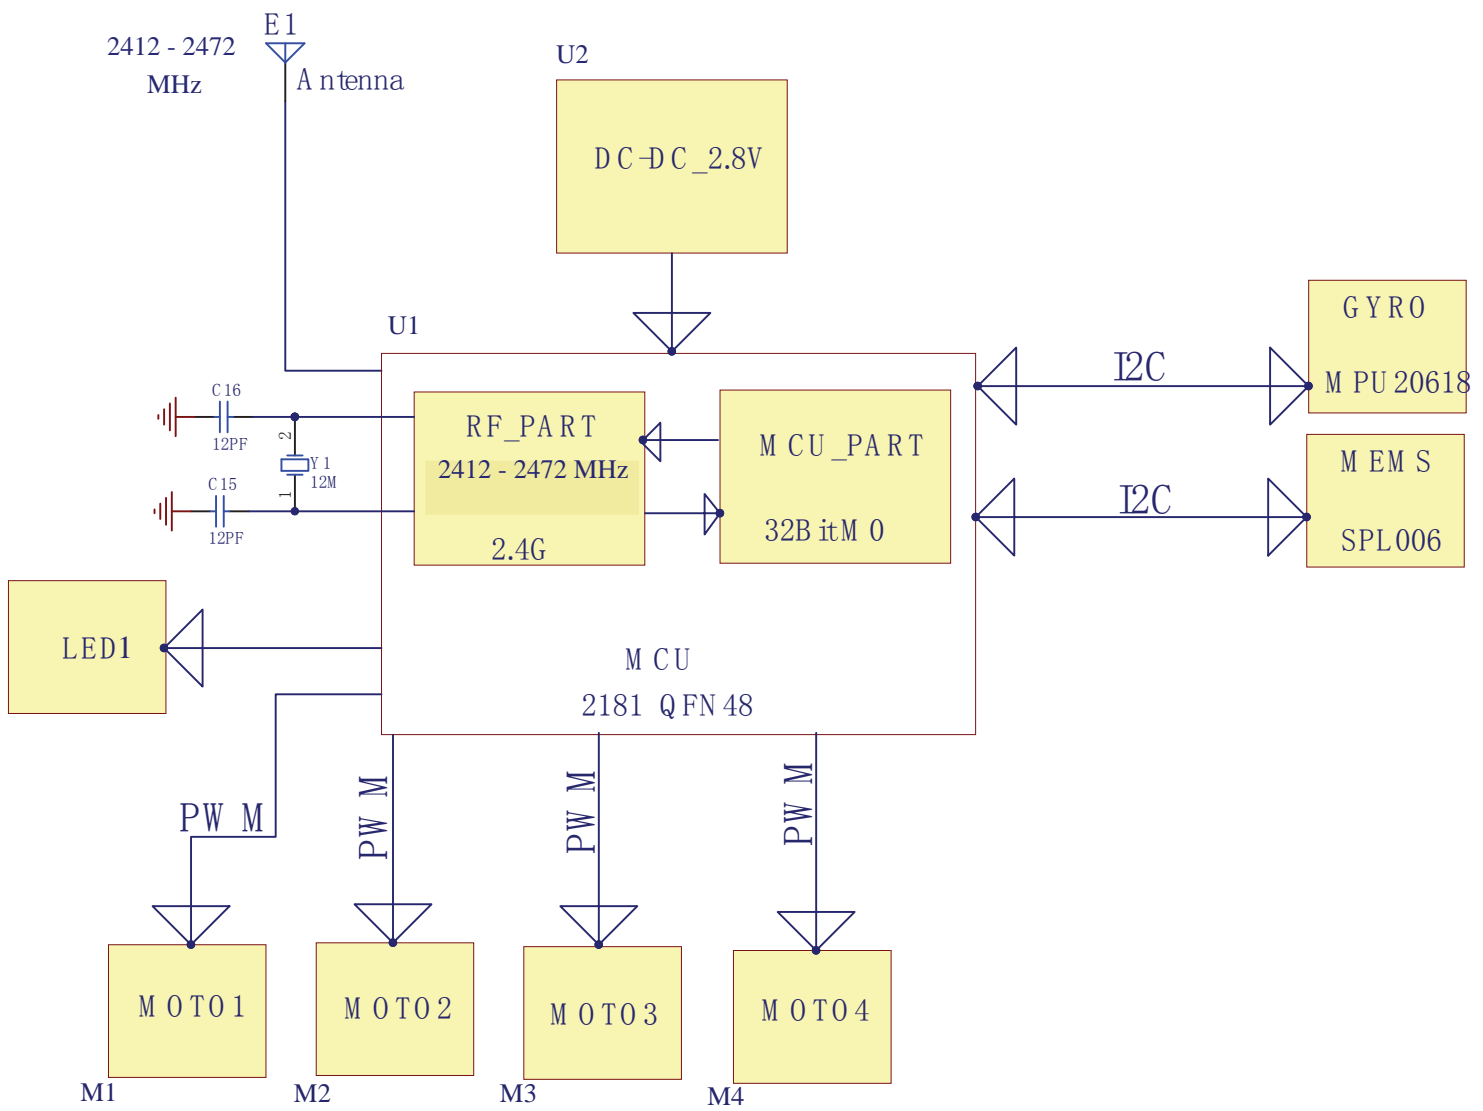 E1
2412 - 2472
MHz
Antenna
U2
DC-DC_2.8V
U1
GYRO
MPU20618
I2C
C16
12PF
2
Y1
12M
1
C15
12PF
RF_PART
2412 - 2472 MHz
2.4G
MCU_PART
32BitM0
MEMS
SPL006
I2C
LED1
MCU
2181 QFN48
PWM
PWM
PWM
PWM
MOTO1
MOTO2
MOTO3
MOTO4
M1
M2
M3
M4